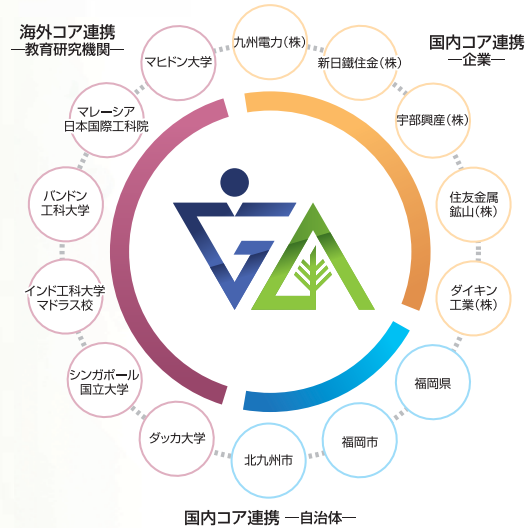 海外コア連携
―教育研究機関―
国内コア連携
―企業―
九州電力（株）
新日鐵住金（株）
宇部興産（株）
住友金属
鉱山（株）
ダイキン
工業（株）
福岡県
福岡市
北九州市
ダッカ大学
シンガポール
国立大学
インド工科大学
マドラス校
バンドン
工科大学
マレーシア
日本国際工科院
マヒドン大学
国内コア連携 ―自治体―